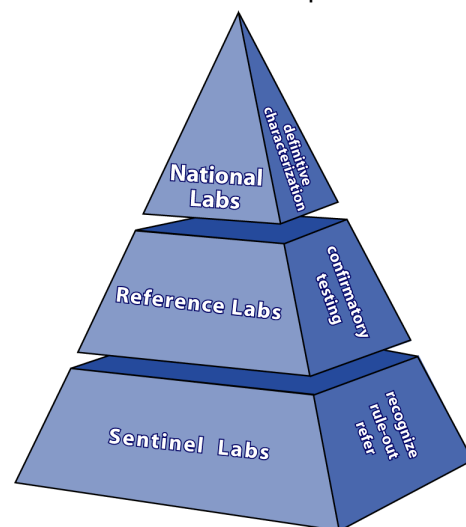 National
Labs
definitive
characterization
Reference Labs
confirmatory
testing
Sentinel Labs
recognize
rule-out
refer